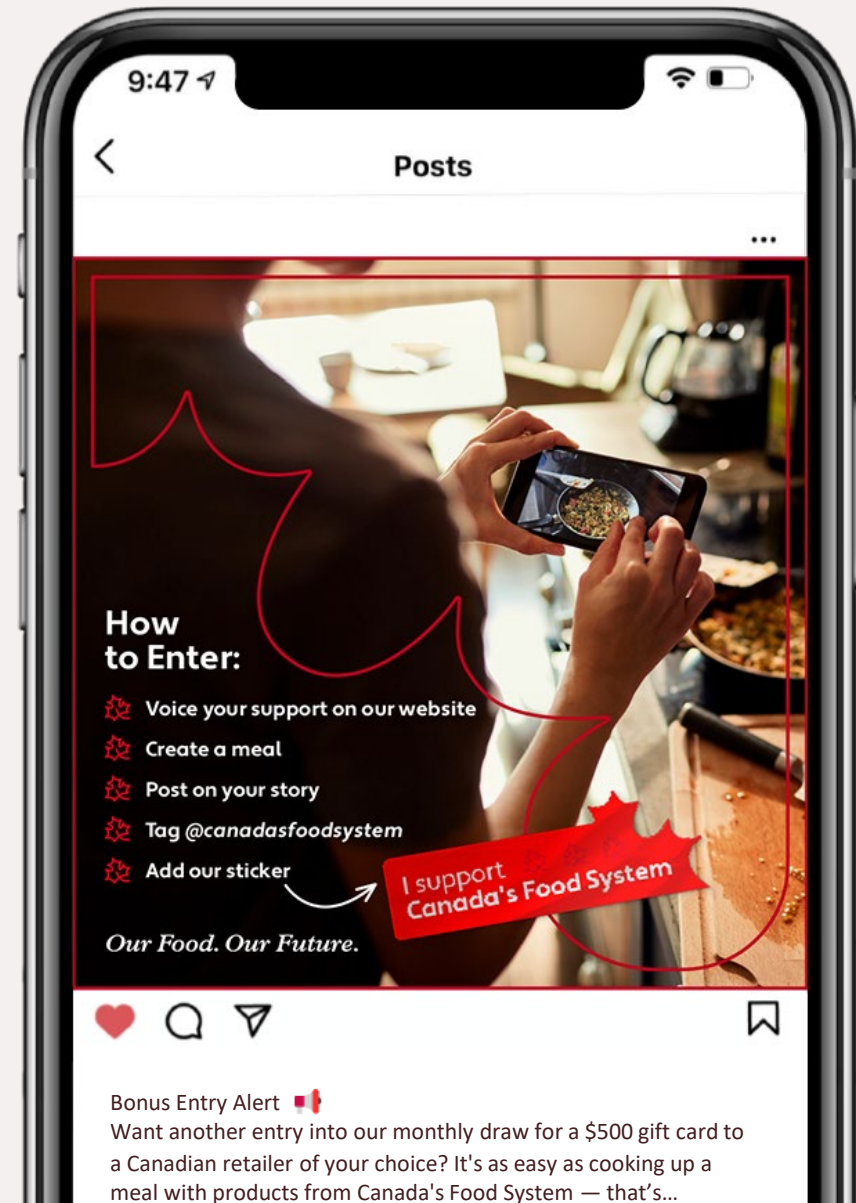 9:47
Posts
How
to Enter:
Voice your support on our website
Create a meal
Post on your story
Tag @canadasfoodsystem
Add our sticker
I support
Canada's Food System
Our Food. Our Future.
Bonus Entry Alert
Want another entry into our monthly draw for a $500 gift card to
a Canadian retailer of your choice? It's as easy as cooking up a
meal with products from Canada's Food System — that's…